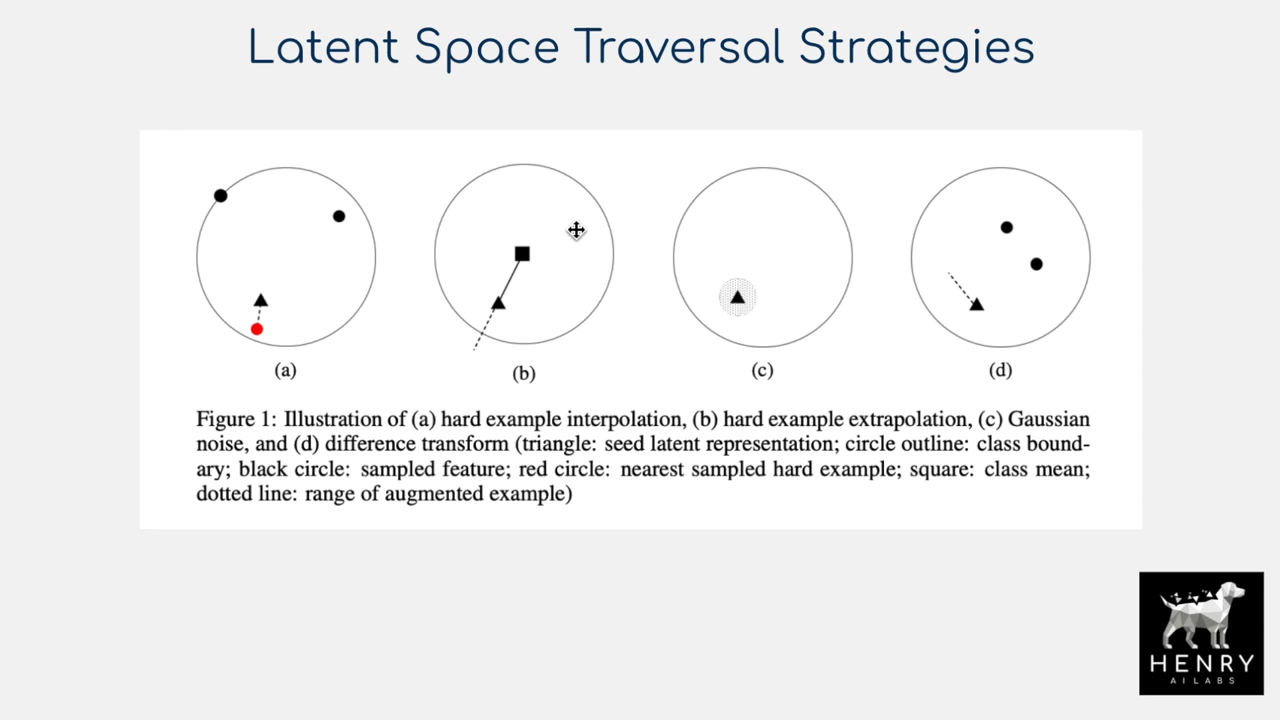 Latent Space Traversal Strategies
(a)
(b)
(c)
(d)
Figure 1: Illustration of (a) hard example interpolation, (b) hard example extrapolation, (c) Gaussian
noise, and (d) difference transform (triangle: seed latent representation; circle outline: class bound-
ary; black circle: sampled feature; red circle: nearest sampled hard example; square: class mean;
dotted line: range of augmented example)
HENRY
AI LABS